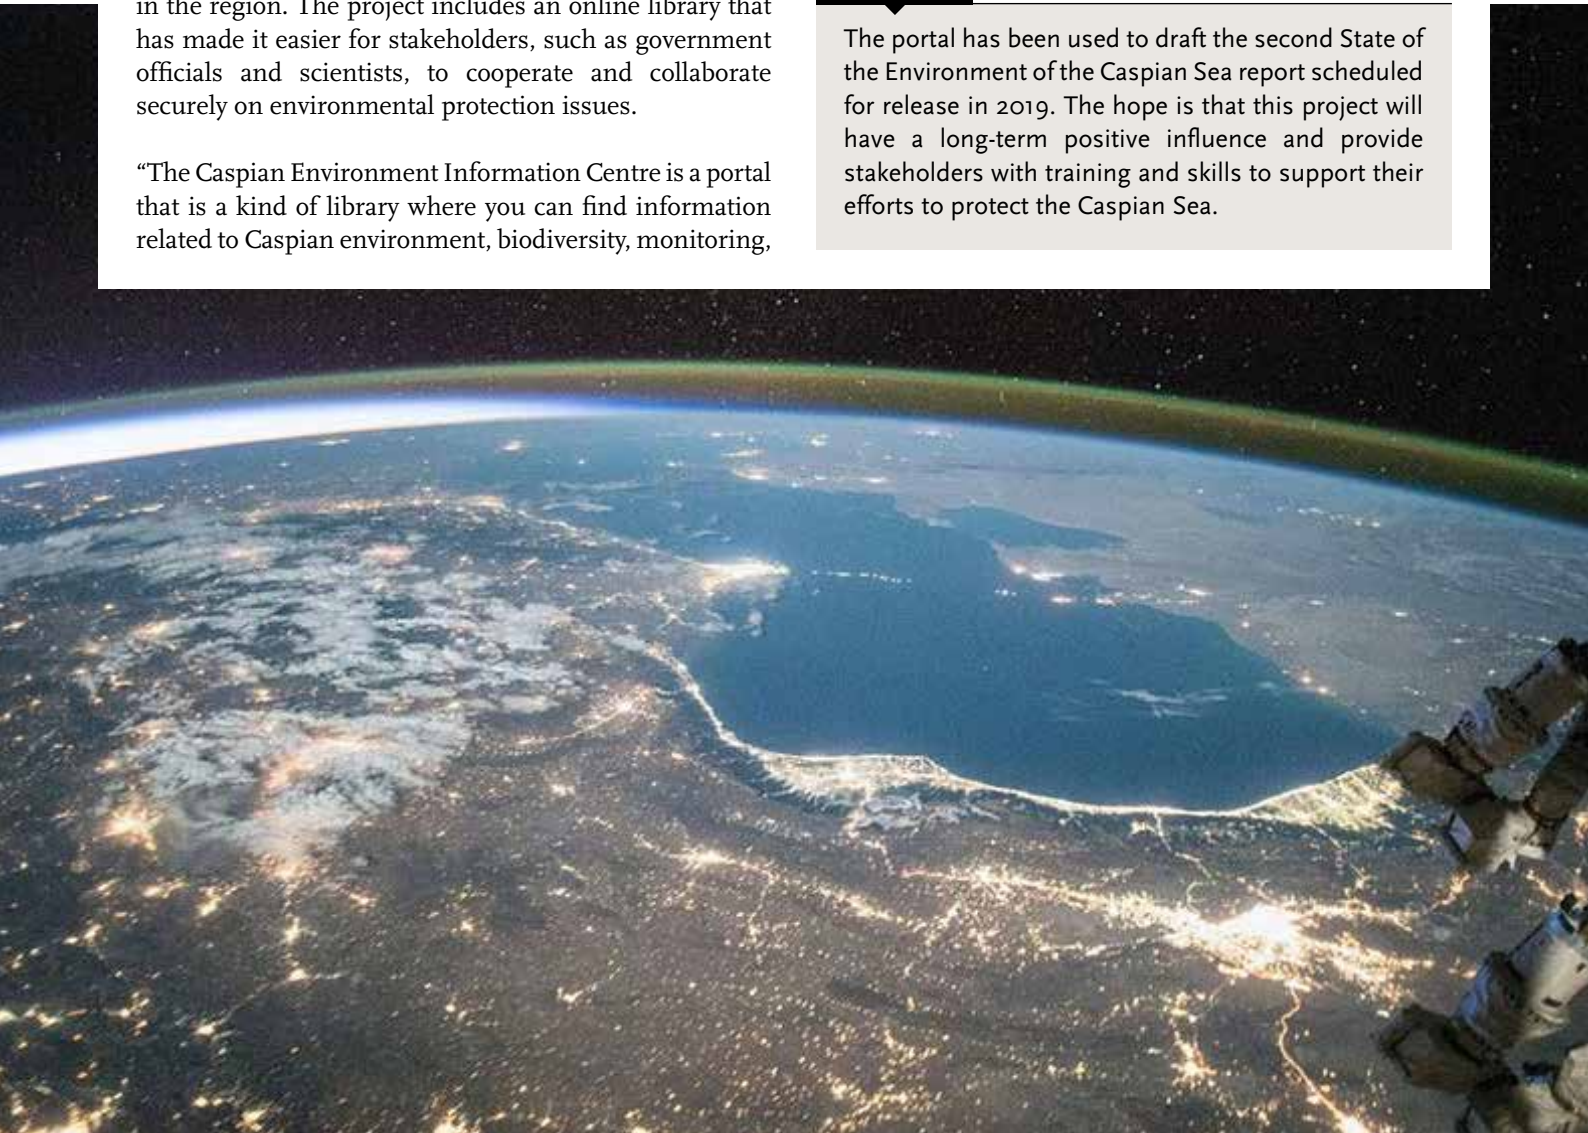 in the region. The project includes an online library that
has made it easier for stakeholders, such as government
officials and scientists, to cooperate and collaborate
securely on environmental protection issues.
“The Caspian Environment Information Centre is a portal
that is a kind of library where you can find information
related to Caspian environment, biodiversity, monitoring,
The portal has been used to draft the second State of
the Environment of the Caspian Sea report scheduled
for release in 2019. The hope is that this project will
have a long-term positive influence and provide
stakeholders with training and skills to support their
efforts to protect the Caspian Sea.